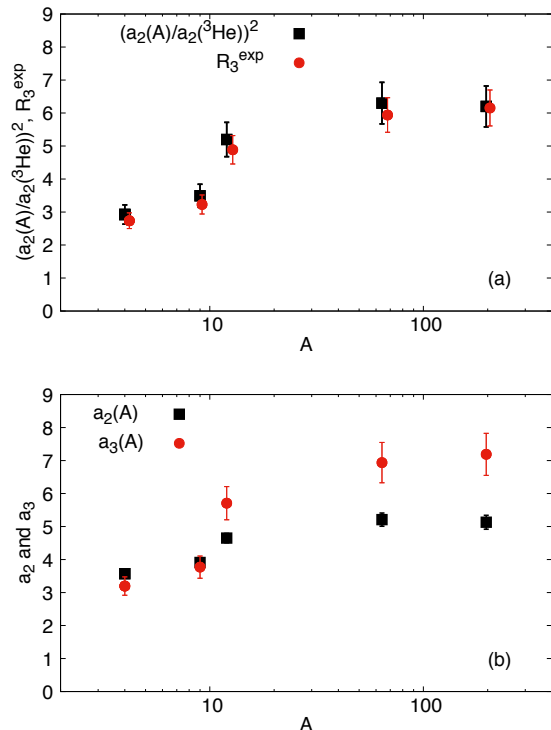 (a₂(A)/a₂(³He))², R₃ᵉˣᵖ
9
8
7
6
5
4
3
2
1
0
(a₂(A)/a₂(³He))²
R₃ᵉˣᵖ
(a)
10
100
A
a₂ and a₃
9
8
7
6
5
4
3
2
1
0
a₂(A)
a₃(A)
(b)
10
100
A